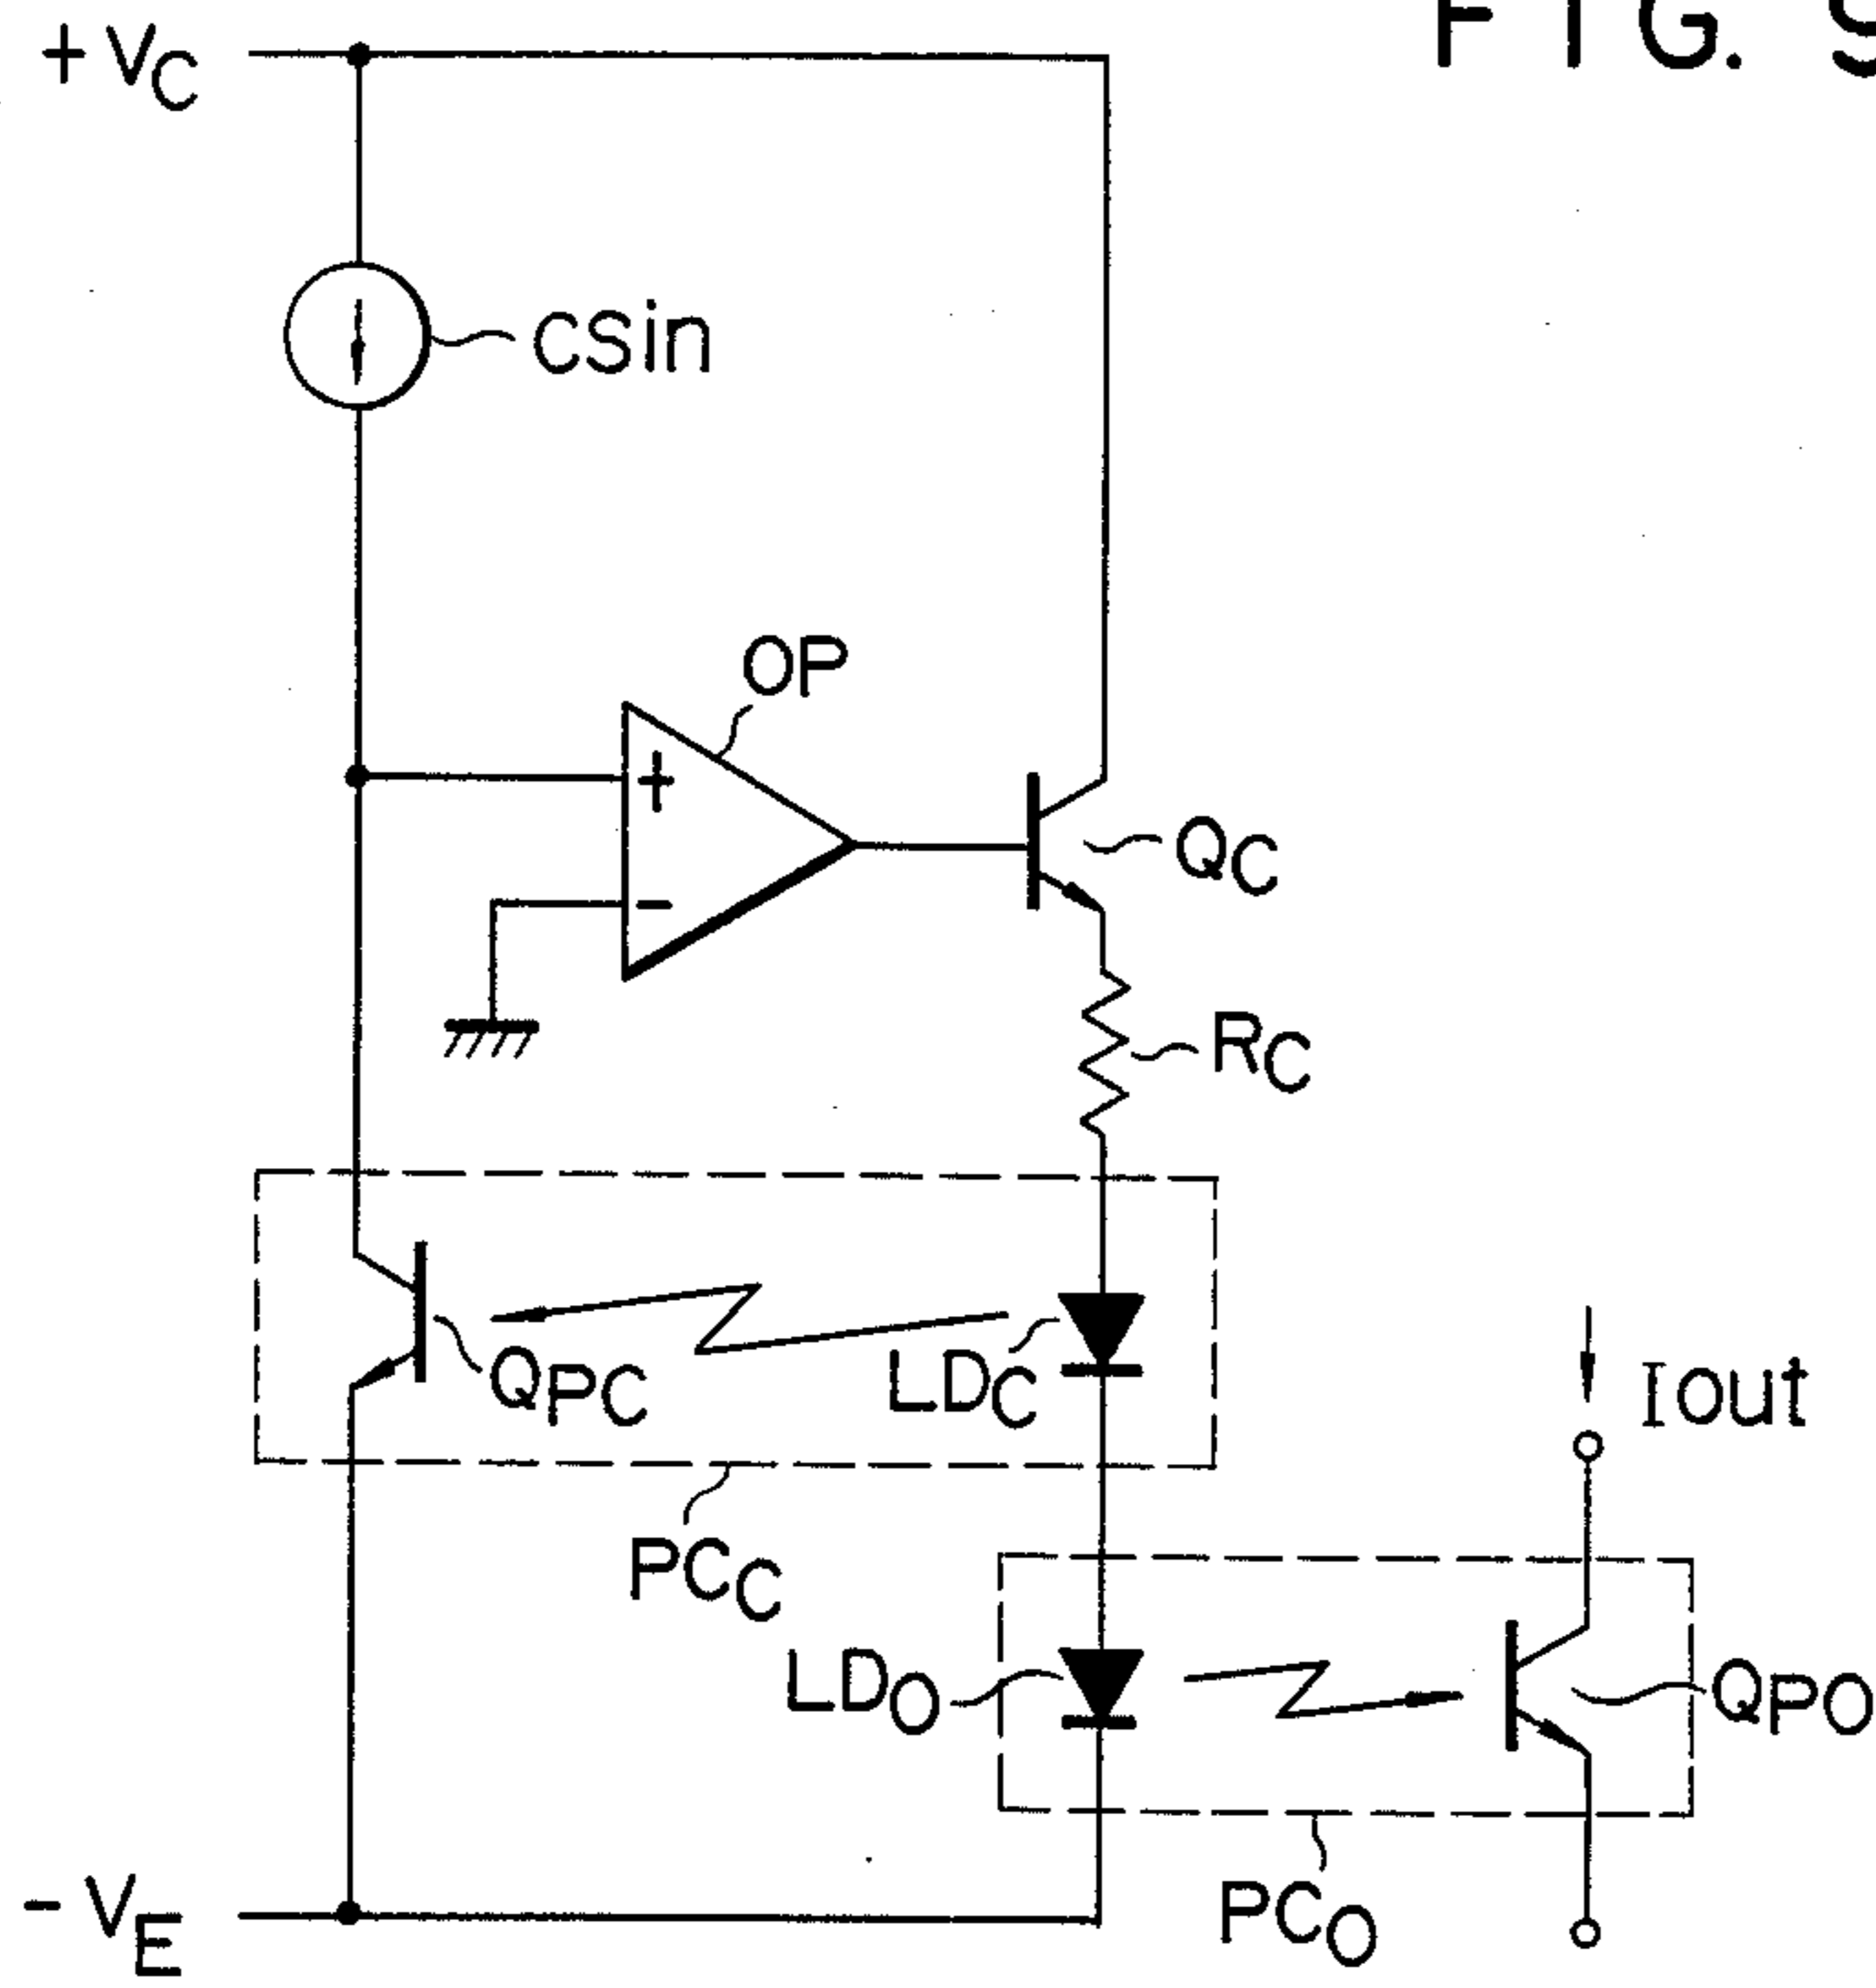 FIG. 9
+VC
CSin
OP
+
-
QC
RC
QPC
LDC
Iout
PCC
LDO
QPO
PCO
-VE